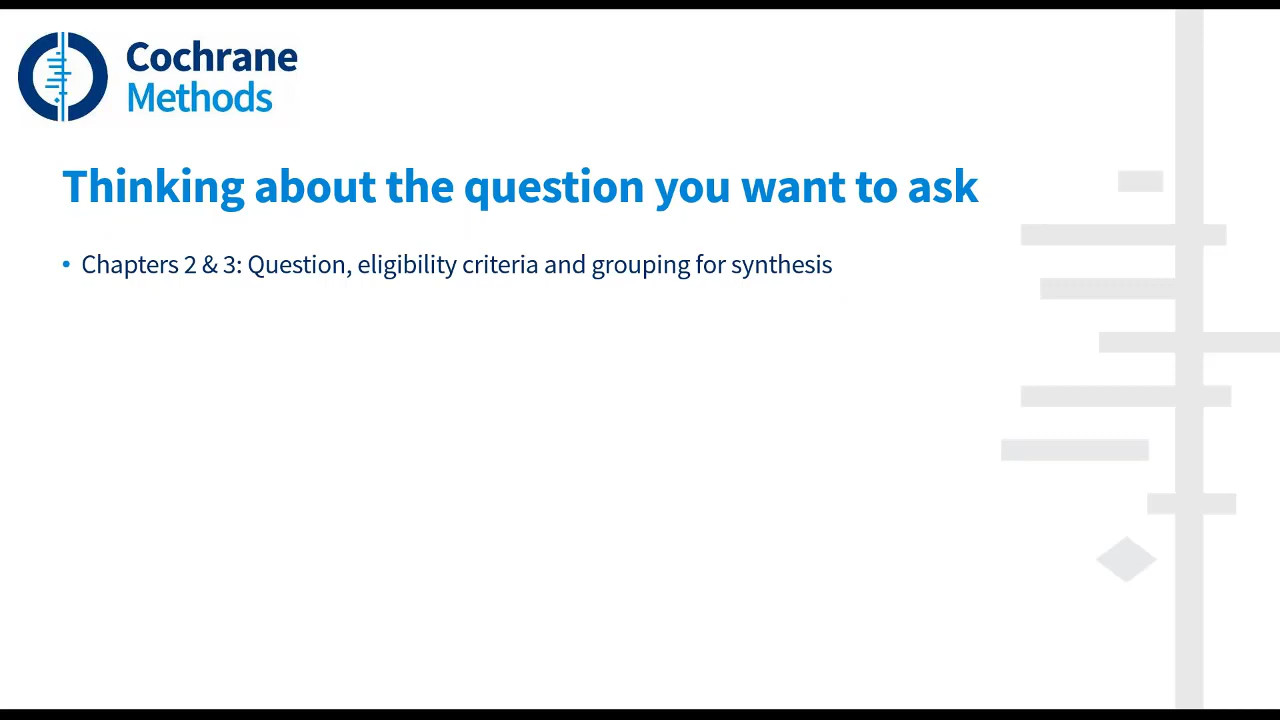 Cochrane
Methods
Thinking about the question you want to ask
• Chapters 2 & 3: Question, eligibility criteria and grouping for synthesis